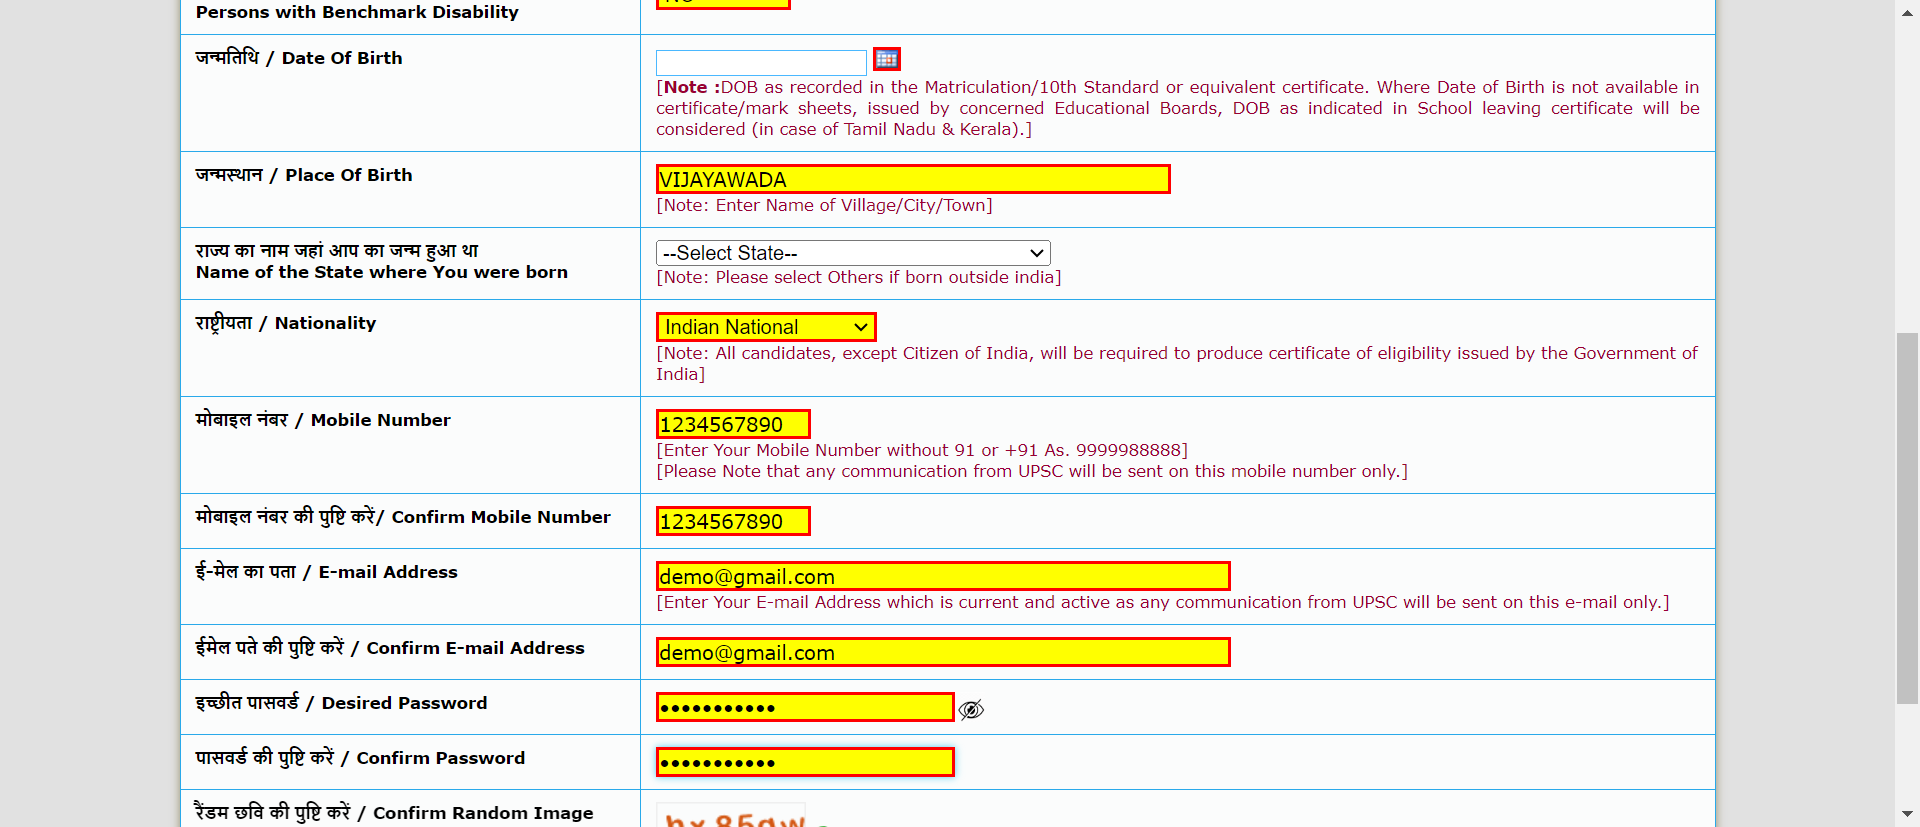 Persons with Benchmark Disability
जन्मतिथि / Date Of Birth
[Note :DOB as recorded in the Matriculation/10th Standard or equivalent certificate. Where Date of Birth is not available in
certificate/mark sheets, issued by concerned Educational Boards, DOB as indicated in School leaving certificate will be
considered (in case of Tamil Nadu & Kerala).]
जन्मस्थान / Place Of Birth
VIJAYAWADA
[Note: Enter Name of Village/City/Town]
राज्य का नाम जहां आप का जन्म हुआ था
Name of the State where You were born
--Select State--
[Note: Please select Others if born outside india]
राष्ट्रीयता / Nationality
Indian National
[Note: All candidates, except Citizen of India, will be required to produce certificate of eligibility issued by the Government of
India]
मोबाइल नंबर / Mobile Number
1234567890
[Enter Your Mobile Number without 91 or +91 As. 9999988888]
[Please Note that any communication from UPSC will be sent on this mobile number only.]
मोबाइल नंबर की पुष्टि करें/ Confirm Mobile Number
1234567890
ई-मेल का पता / E-mail Address
demo@gmail.com
[Enter Your E-mail Address which is current and active as any communication from UPSC will be sent on this e-mail only.]
ईमेल पते की पुष्टि करें / Confirm E-mail Address
demo@gmail.com
इच्छीत पासवर्ड / Desired Password
पासवर्ड की पुष्टि करें / Confirm Password
रैंडम छवि की पुष्टि करें / Confirm Random Image